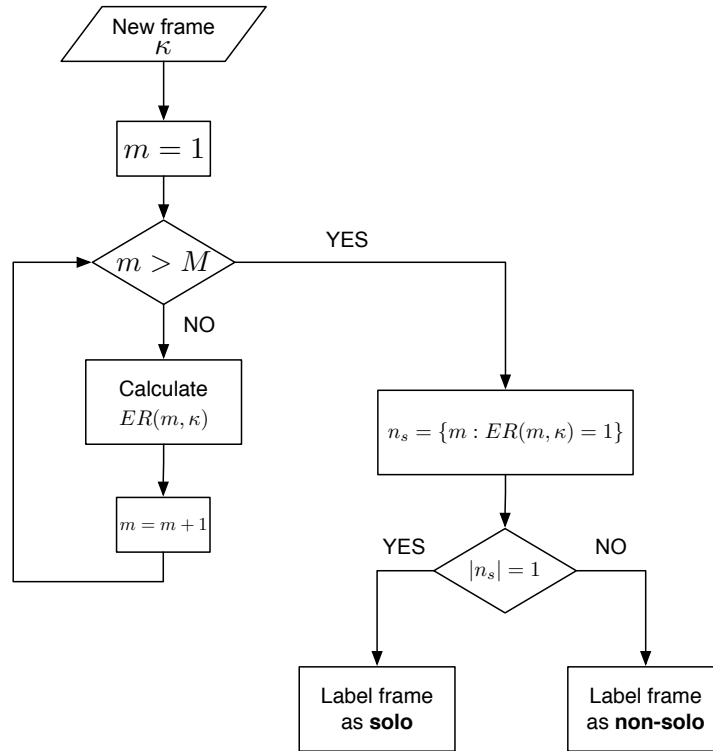 New frame
κ
m = 1
m > M
YES
NO
Calculate
ER(m, κ)
m = m + 1
n_s = {m : ER(m, κ) = 1}
YES
|n_s| = 1
NO
Label frame
as solo
Label frame
as non-solo